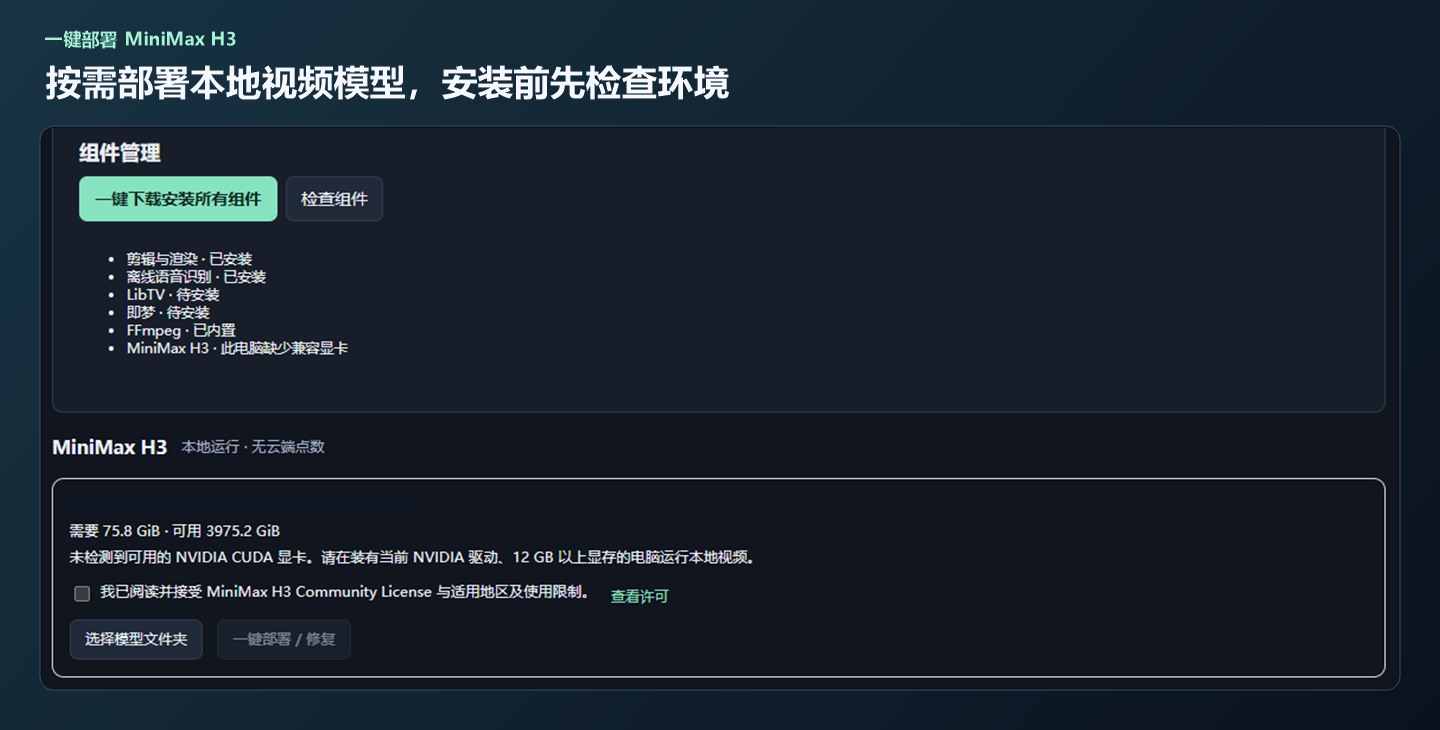 一键部署 MiniMax H3
按需部署本地视频模型，安装前先检查环境
组件管理
一键下载安装所有组件 检查组件
• 剪辑与渲染 · 已安装
• 离线语音识别 · 已安装
• LibTV · 待安装
• 即梦 · 待安装
• FFmpeg · 已内置
• MiniMax H3 · 此电脑缺少兼容显卡
MiniMax H3 本地运行 · 无云端点数
需要 75.8 GiB · 可用 3975.2 GiB
未检测到可用的 NVIDIA CUDA 显卡。请在装有当前 NVIDIA 驱动、12 GB 以上显存的电脑运行本地视频。
我已阅读并接受 MiniMax H3 Community License 与适用地区及使用限制。 查看许可
选择模型文件夹 一键部署 / 修复